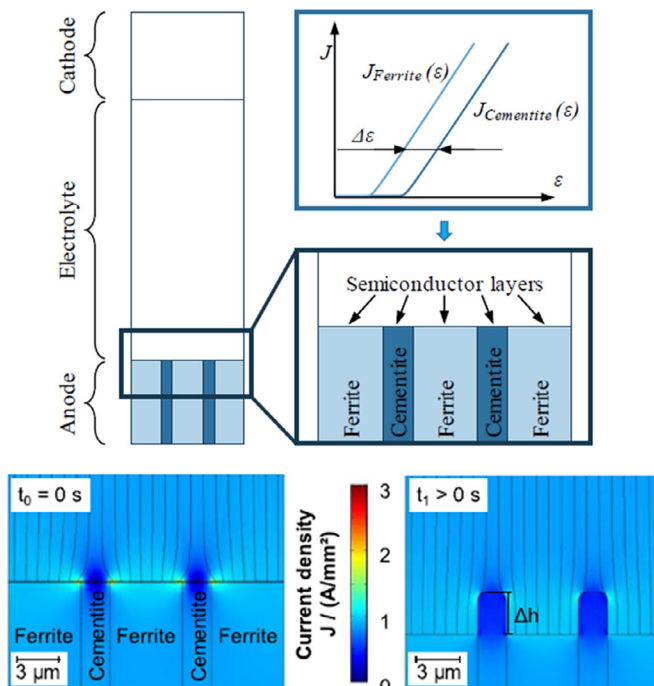 Cathode
Electrolyte
Anode
J
J_Ferrite (ε)
J_Cementite (ε)
Δε
ε
Semiconductor layers
Ferrite
Cementite
Ferrite
Cementite
Ferrite
t₀ = 0 s
Ferrite
Cementite
Ferrite
Cementite
Ferrite
3 µm
Current density
J / (A/mm²)
3
2
1
0
t₁ > 0 s
Δh
3 µm